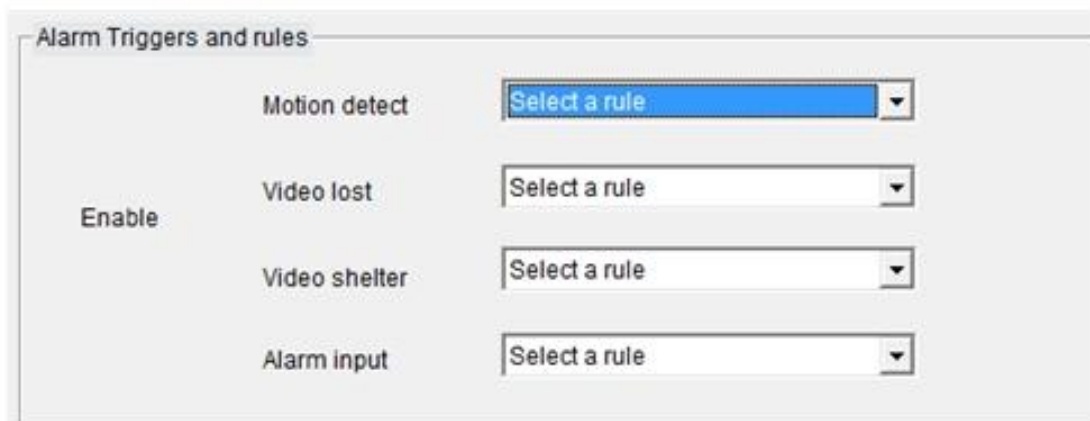 Alarm Triggers and rules
Motion detect Select a rule
Video lost Select a rule
Enable
Video shelter Select a rule
Alarm input Select a rule